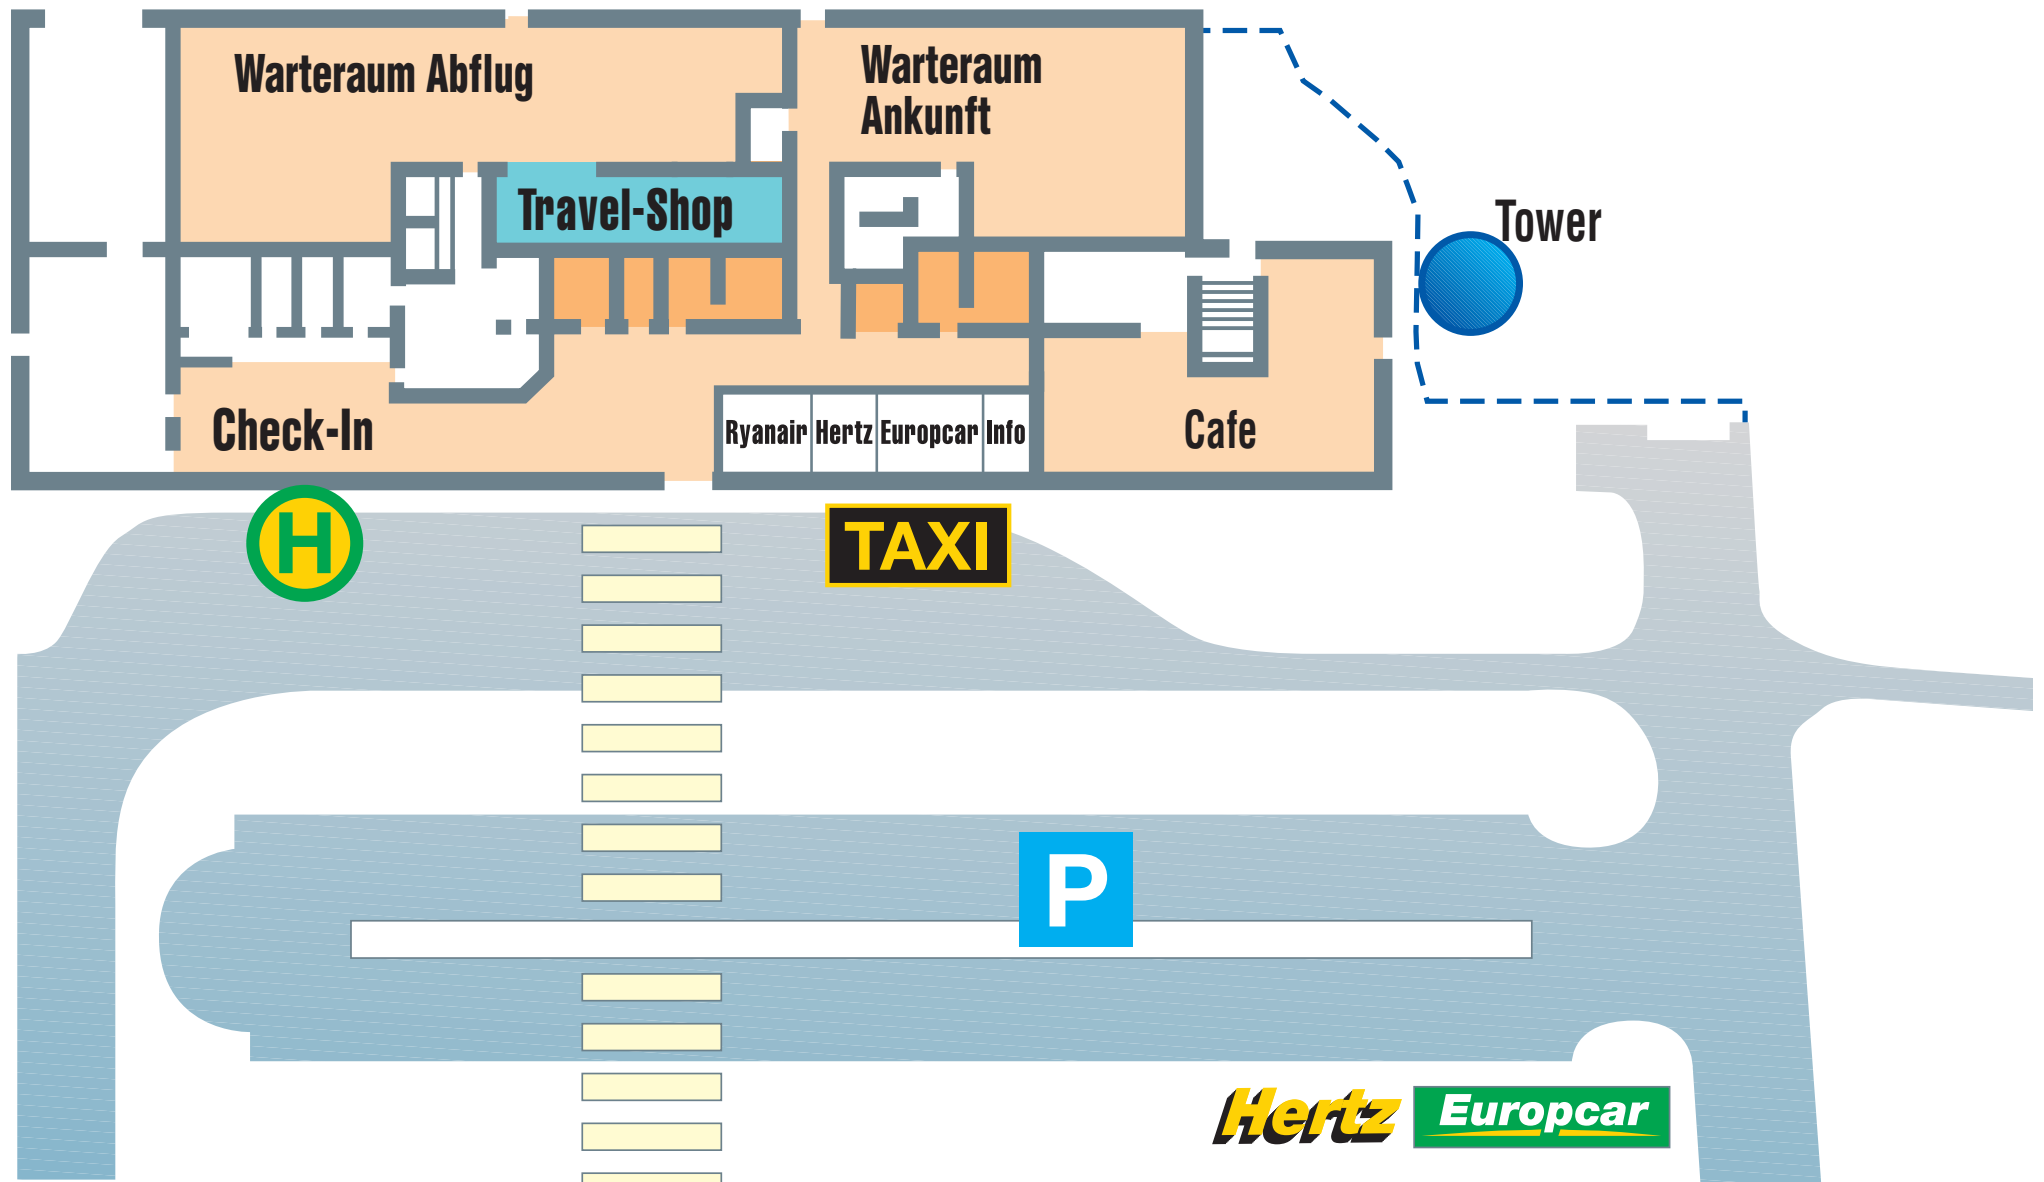 Warteraum Abflug
Warteraum
Ankunft
Travel-Shop
Tower
Check-In
Ryanair
Hertz
Europcar
Info
Cafe
H
TAXI
P
Hertz
Europcar